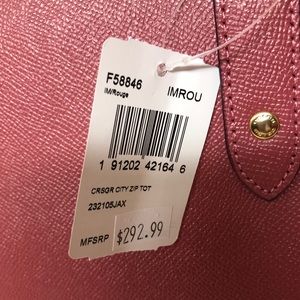 F58846
IM/Rouge
IMROU
1 91202 42164 6
CRSGR CITY ZIP TOT
232105JAX
MFSRP $292.99